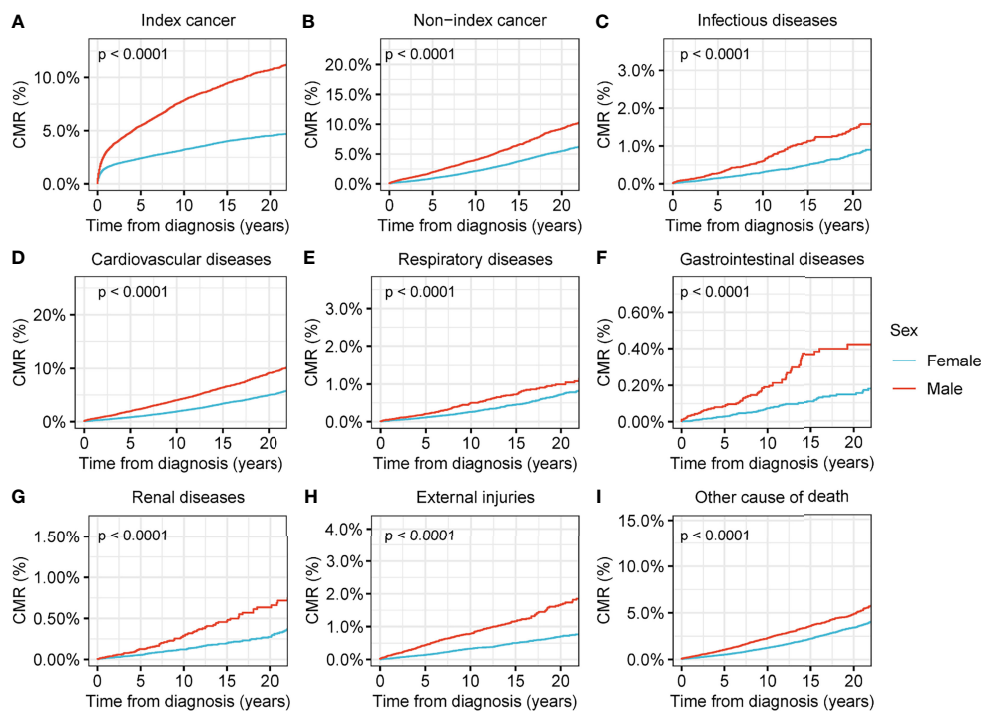 A Index cancer
p < 0.0001
10.0%
5.0%
0.0%
CMR (%)
0 5 10 15 20
Time from diagnosis (years)
B Non−index cancer
p < 0.0001
20.0%
15.0%
10.0%
5.0%
0.0%
CMR (%)
0 5 10 15 20
Time from diagnosis (years)
C Infectious diseases
p < 0.0001
3.0%
2.0%
1.0%
0.0%
CMR (%)
0 5 10 15 20
Time from diagnosis (years)
D Cardiovascular diseases
p < 0.0001
20%
10%
0%
CMR (%)
0 5 10 15 20
Time from diagnosis (years)
E Respiratory diseases
p < 0.0001
3.0%
2.0%
1.0%
0.0%
CMR (%)
0 5 10 15 20
Time from diagnosis (years)
F Gastrointestinal diseases
p < 0.0001
0.60%
0.40%
0.20%
0.00%
CMR (%)
0 5 10 15 20
Time from diagnosis (years)
Sex
Female
Male
G Renal diseases
p < 0.0001
1.50%
1.00%
0.50%
0.00%
CMR (%)
0 5 10 15 20
Time from diagnosis (years)
H External injuries
p < 0.0001
4.0%
3.0%
2.0%
1.0%
0.0%
CMR (%)
0 5 10 15 20
Time from diagnosis (years)
I Other cause of death
p < 0.0001
15.0%
10.0%
5.0%
0.0%
CMR (%)
0 5 10 15 20
Time from diagnosis (years)